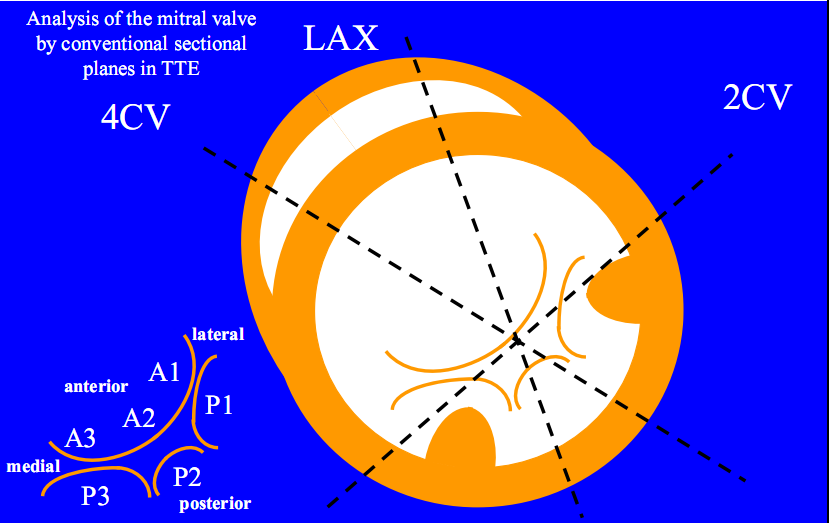 Analysis of the mitral valve
by conventional sectional
planes in TTE
LAX
4CV
2CV
lateral
anterior
A1
A2
P1
A3
medial
P2
P3
posterior